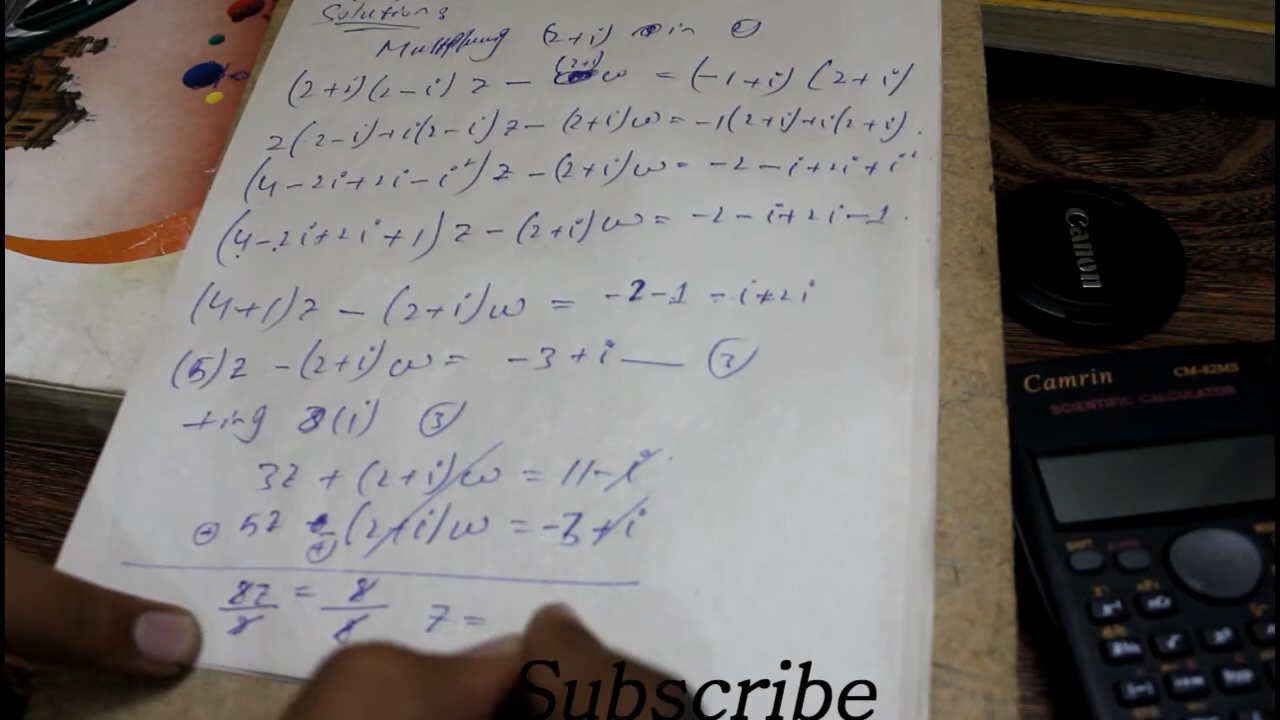 Solution:
Multiplying (2+i) in ②
(2+i)(2-i) z - (2+i) w = (-1+i) (2+i)
2(2-i)+i(2-i) z - (2+i) w = -1(2+i)+i(2+i).
(4-2i+2i-i²) z - (2+i) w = -2-i+2i+i²
(4-2i+2i+1) z - (2+i) w = -2-i+2i-1.
(4+1) z - (2+i) w = -2-1-i+2i
(5) z - (2+i) w = -3+i — ③
+ing (i) ③
3z + (2+i) w = 11-i
5z - (2+i) w = -3+i
8z/8 = 8/8 z =
Canon
Camrin CM-82MS
SCIENTIFIC CALCULATOR
SHIFT ALPHA
Subscribe